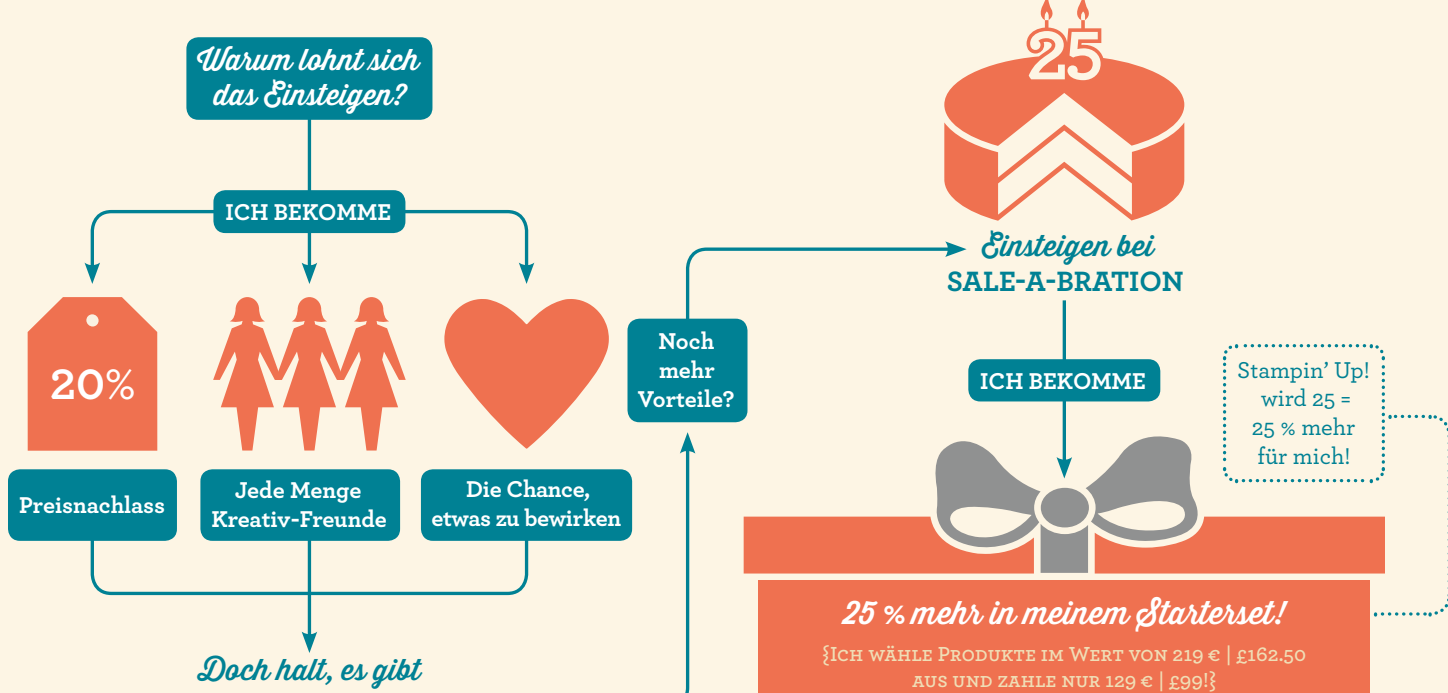 Warum lohnt sich
das Einsteigen?
ICH BEKOMME
20%
Preisnachlass
Jede Menge
Kreativ-Freunde
Die Chance,
etwas zu bewirken
Doch halt, es gibt
Noch
mehr
Vorteile?
25
Einsteigen bei
SALE-A-BRATION
ICH BEKOMME
Stampin' Up!
wird 25 =
25 % mehr
für mich!
25 % mehr in meinem Starterset!
{ICH WÄHLE PRODUKTE IM WERT VON 219 € | £162.50
AUS UND ZAHLE NUR 129 € | £99!}